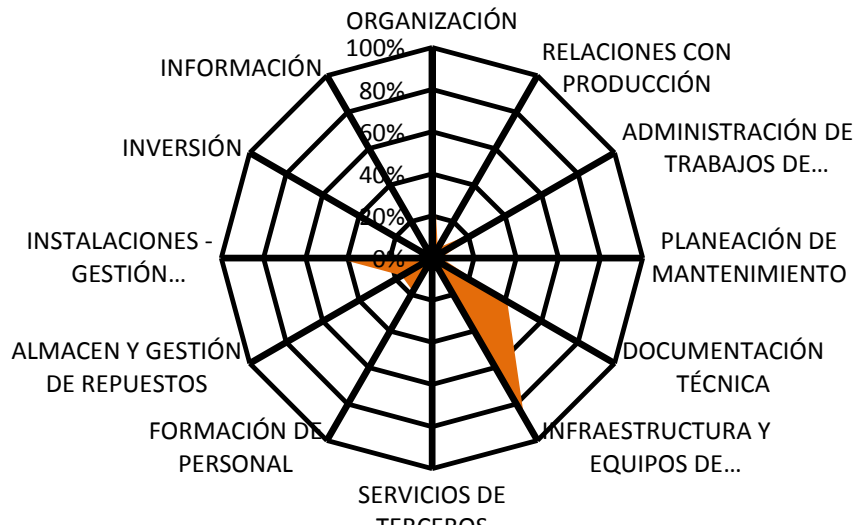 ORGANIZACIÓN
100%
80%
60%
40%
20%
0%
RELACIONES CON
PRODUCCIÓN
ADMINISTRACIÓN DE
TRABAJOS DE...
PLANEACIÓN DE
MANTENIMIENTO
DOCUMENTACIÓN
TÉCNICA
INFRAESTRUCTURA Y
EQUIPOS DE...
SERVICIOS DE
TERCEROS
FORMACIÓN DE
PERSONAL
ALMACEN Y GESTIÓN
DE REPUESTOS
INSTALACIONES -
GESTIÓN...
INVERSIÓN
INFORMACIÓN